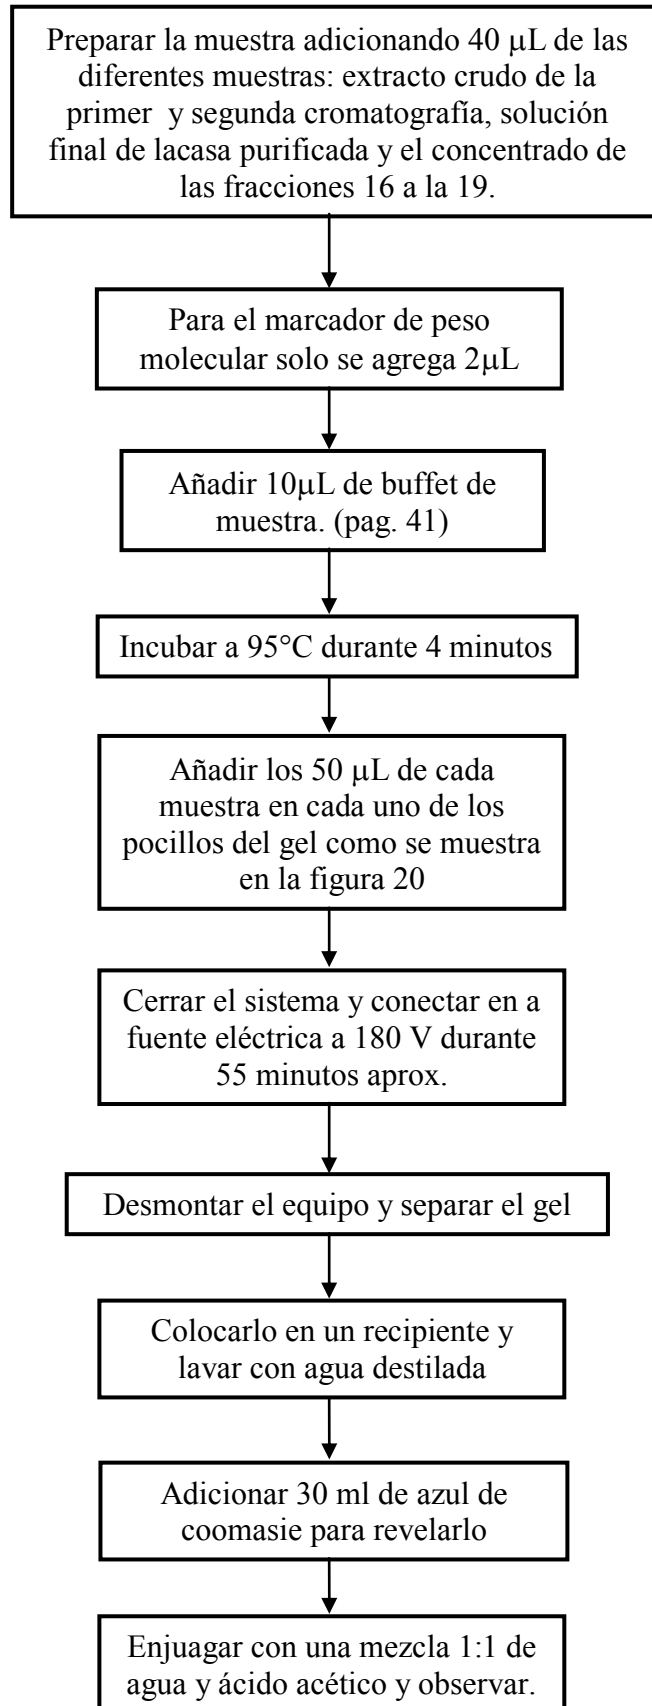 Preparar la muestra adicionando 40 µL de las
diferentes muestras: extracto crudo de la
primer y segunda cromatografía, solución
final de lacasa purificada y el concentrado de
las fracciones 16 a la 19.
Para el marcador de peso
molecular solo se agrega 2µL
Añadir 10µL de buffet de
muestra. (pag. 41)
Incubar a 95°C durante 4 minutos
Añadir los 50 µL de cada
muestra en cada uno de los
pocillos del gel como se muestra
en la figura 20
Cerrar el sistema y conectar en a
fuente eléctrica a 180 V durante
55 minutos aprox.
Desmontar el equipo y separar el gel
Colocarlo en un recipiente y
lavar con agua destilada
Adicionar 30 ml de azul de
coomasie para revelarlo
Enjuagar con una mezcla 1:1 de
agua y ácido acético y observar.